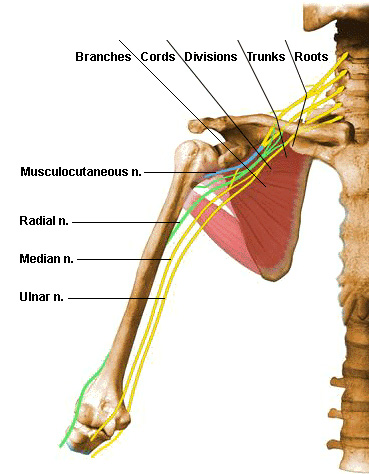 Branches Cords Divisions Trunks Roots
Musculocutaneous n.
Radial n.
Median n.
Ulnar n.